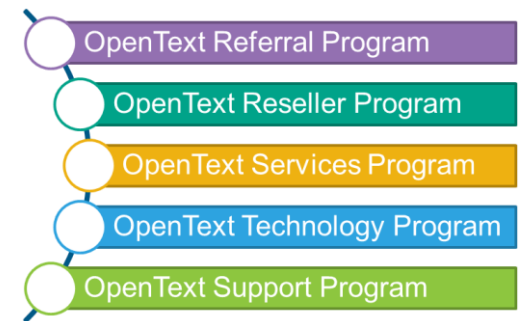 OpenText Referral Program
OpenText Reseller Program
OpenText Services Program
OpenText Technology Program
OpenText Support Program